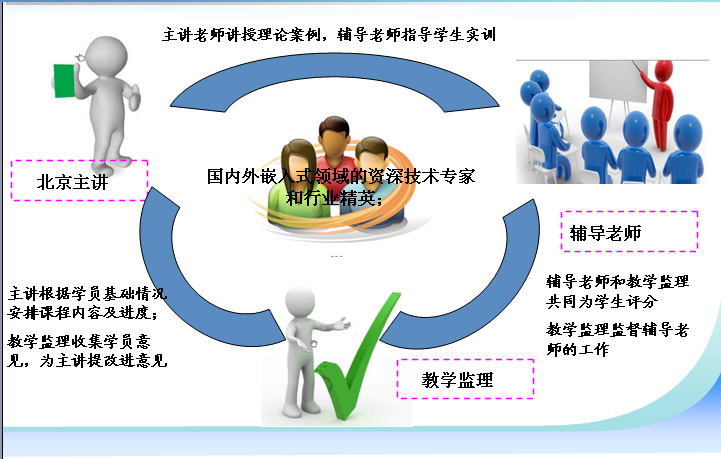 主讲老师讲授理论案例，辅导老师指导学生实训
北京主讲
国内外嵌入式领域的资深技术专家
和行业精英；
辅导老师
主讲根据学员基础情况
安排课程内容及进度；
教学监理收集学员意
见，为主讲提改进意见
辅导老师和教学监理
共同为学生评分
教学监理监督辅导老
师的工作
教学监理